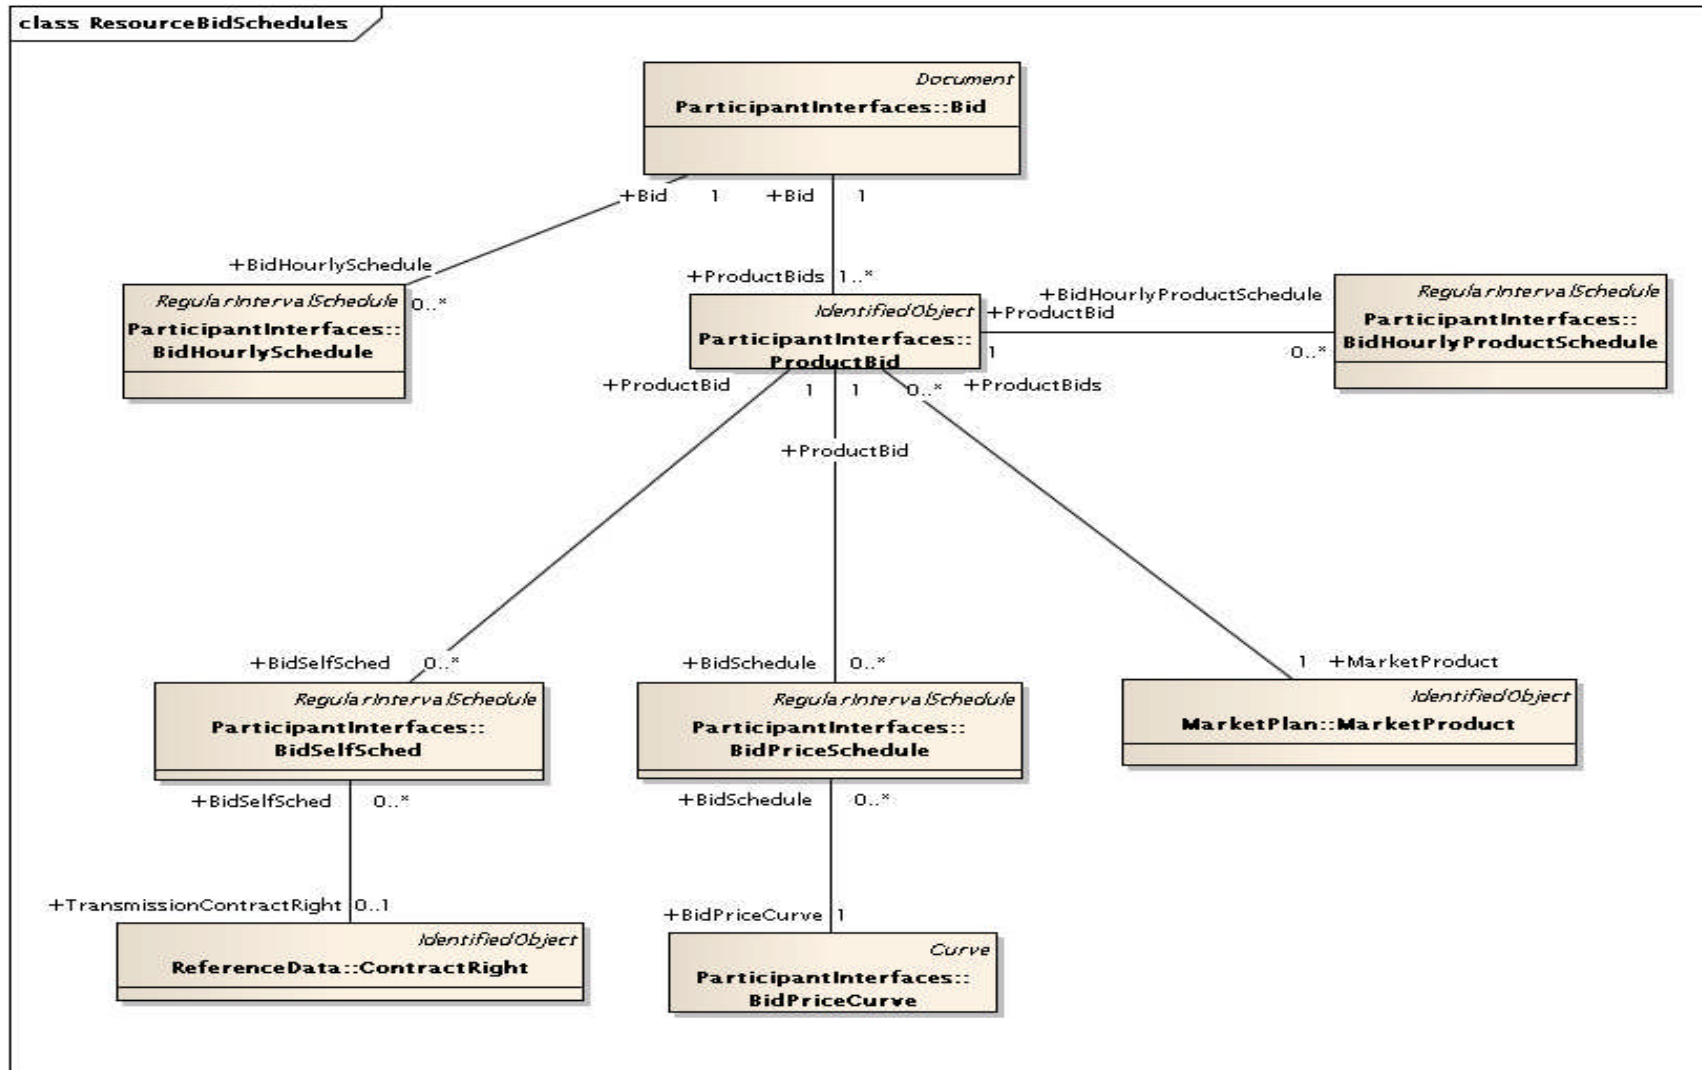 class ResourceBidSchedules
Document
ParticipantInterfaces::Bid
+Bid 1 +Bid 1
+BidHourlySchedule
0..*
+ProductBids 1..*
RegularIntervalSchedule
ParticipantInterfaces::
BidHourlySchedule
IdentifiedObject
ParticipantInterfaces::
ProductBid
+BidHourlyProductSchedule
+ProductBid
1 0..*
RegularIntervalSchedule
ParticipantInterfaces::
BidHourlyProductSchedule
+ProductBid 1 1 0..* +ProductBids
+ProductBid
+BidSelfSched 0..*
+BidSchedule 0..*
1 +MarketProduct
RegularIntervalSchedule
ParticipantInterfaces::
BidSelfSched
RegularIntervalSchedule
ParticipantInterfaces::
BidPriceSchedule
IdentifiedObject
MarketPlan::MarketProduct
+BidSelfSched 0..*
+BidSchedule 0..*
+TransmissionContractRight 0..1
+BidPriceCurve 1
IdentifiedObject
ReferenceData::ContractRight
Curve
ParticipantInterfaces::
BidPriceCurve